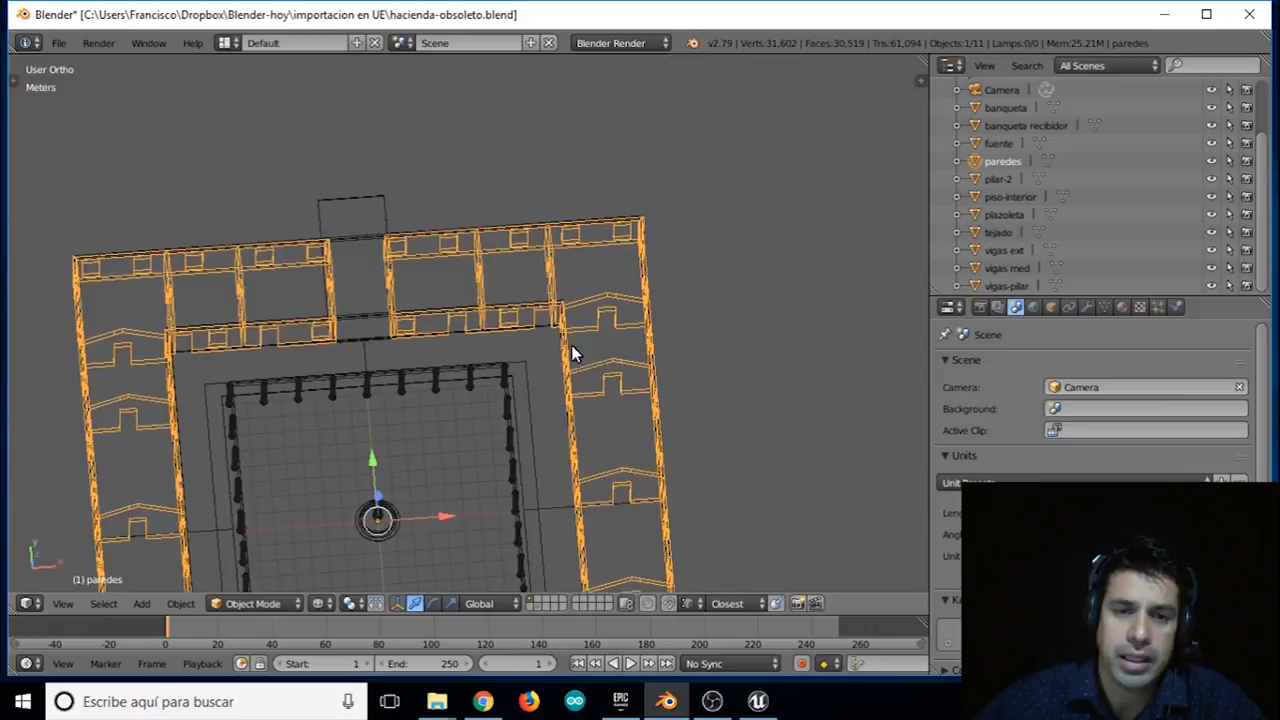 Blender* [C:\Users\Francisco\Dropbox\Blender-hoy\importacion en UE\hacienda-obsoleto.blend]
File Render Window Help Default Scene Blender Render v2.79 | Verts:31,602 | Faces:30,519 | Tris:61,094 | Objects:1/11 | Lamps:0/0 | Mem:25.21M | paredes
User Ortho
Meters
View Search All Scenes
Camera
banqueta
banqueta recibidor
fuente
paredes
pilar-2
piso-interior
plazoleta
tejado
vigas ext
vigas med
vigas-pilar
Scene
Scene
Camera: Camera
Background:
Active Clip:
Units
y
z
x
(1) paredes
View Select Add Object Object Mode Global Closest
-40 -20 0 20 40 60 80 100 120 140 160 180 200 220 240 260
View Marker Frame Playback Start: 1 End: 250 1 No Sync
Escribe aquí para buscar
EPIC
GAMES